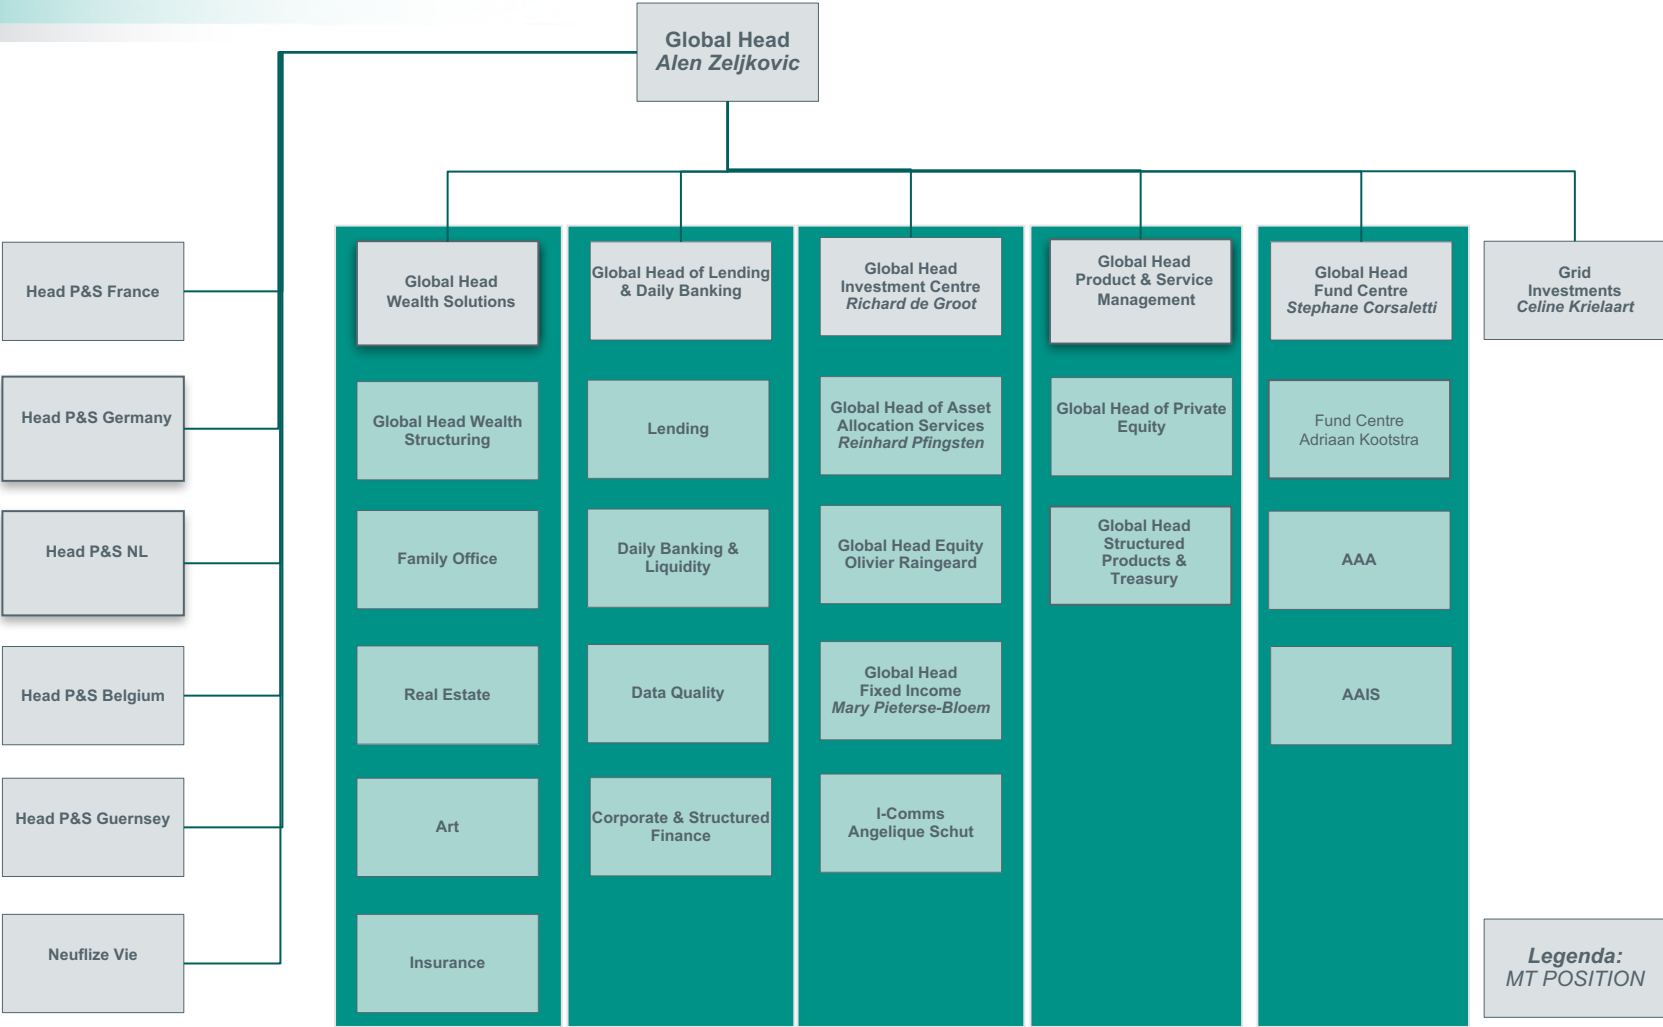 Global Head
Alen Zeljkovic
Head P&S France
Head P&S Germany
Head P&S NL
Head P&S Belgium
Head P&S Guernsey
Neuflize Vie
Global Head
Wealth Solutions
Global Head Wealth
Structuring
Family Office
Real Estate
Art
Insurance
Global Head of Lending
& Daily Banking
Lending
Daily Banking &
Liquidity
Data Quality
Corporate & Structured
Finance
Global Head
Investment Centre
Richard de Groot
Global Head of Asset
Allocation Services
Reinhard Pfingsten
Global Head Equity
Olivier Raingeard
Global Head
Fixed Income
Mary Pieterse-Bloem
I-Comms
Angelique Schut
Global Head
Product & Service
Management
Global Head of Private
Equity
Global Head
Structured
Products &
Treasury
Global Head
Fund Centre
Stephane Corsaletti
Fund Centre
Adriaan Kootstra
AAA
AAIS
Grid
Investments
Celine Krielaart
Legenda:
MT POSITION